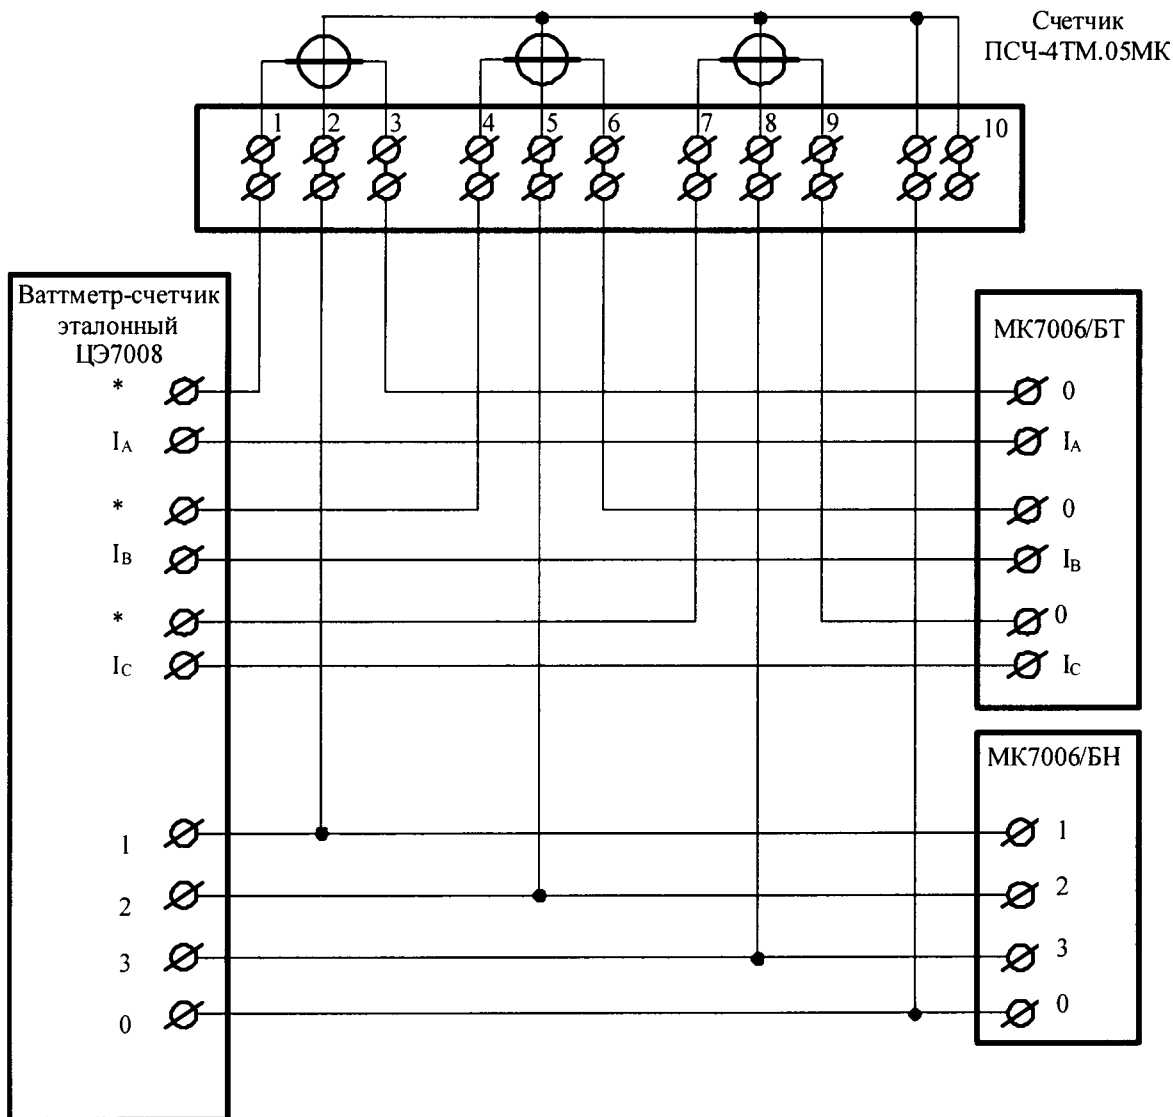 Счетчик
ПСЧ-4ТМ.05МК
1 2 3 4 5 6 7 8 9 10
Ваттметр-счетчик
эталонный
ЦЭ7008
*
IA
*
IB
*
IC
1
2
3
0
МК7006/БТ
0
IA
0
IB
0
IC
МК7006/БН
1
2
3
0